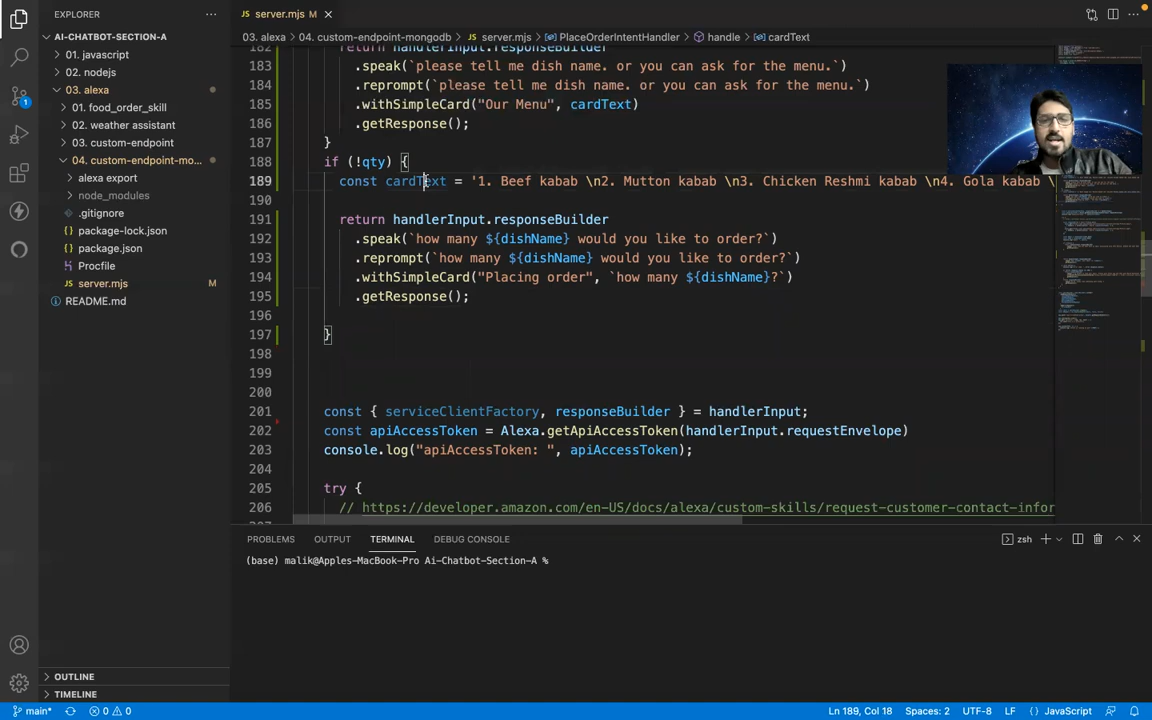 EXPLORER
AI-CHATBOT-SECTION-A
01. javascript
02. nodejs
03. alexa
01. food_order_skill
02. weather assistant
03. custom-endpoint
04. custom-endpoint-mo...
alexa export
node_modules
.gitignore
package-lock.json
package.json
Procfile
server.mjs M
README.md
OUTLINE
TIMELINE
1
server.mjs M
03. alexa > 04. custom-endpoint-mongodb > server.mjs > PlaceOrderIntentHandler > handle > cardText
182 return handlerInput.responseBuilder
183 .speak(`please tell me dish name. or you can ask for the menu.`)
184 .reprompt(`please tell me dish name. or you can ask for the menu.`)
185 .withSimpleCard("Our Menu", cardText)
186 .getResponse();
187 }
188 if (!qty) {
189 const cardText = '1. Beef kabab \n2. Mutton kabab \n3. Chicken Reshmi kabab \n4. Gola kabab \
190
191 return handlerInput.responseBuilder
192 .speak(`how many ${dishName} would you like to order?`)
193 .reprompt(`how many ${dishName} would you like to order?`)
194 .withSimpleCard("Placing order", `how many ${dishName}?`)
195 .getResponse();
196
197 }
198
199
200
201 const { serviceClientFactory, responseBuilder } = handlerInput;
202 const apiAccessToken = Alexa.getApiAccessToken(handlerInput.requestEnvelope)
203 console.log("apiAccessToken: ", apiAccessToken);
204
205 try {
206 // https://developer.amazon.com/en-US/docs/alexa/custom-skills/request-customer-contact-infor
PROBLEMS OUTPUT TERMINAL DEBUG CONSOLE zsh
(base) malik@Apples-MacBook-Pro Ai-Chatbot-Section-A %
main* 0 0 Ln 189, Col 18 Spaces: 2 UTF-8 LF {} JavaScript